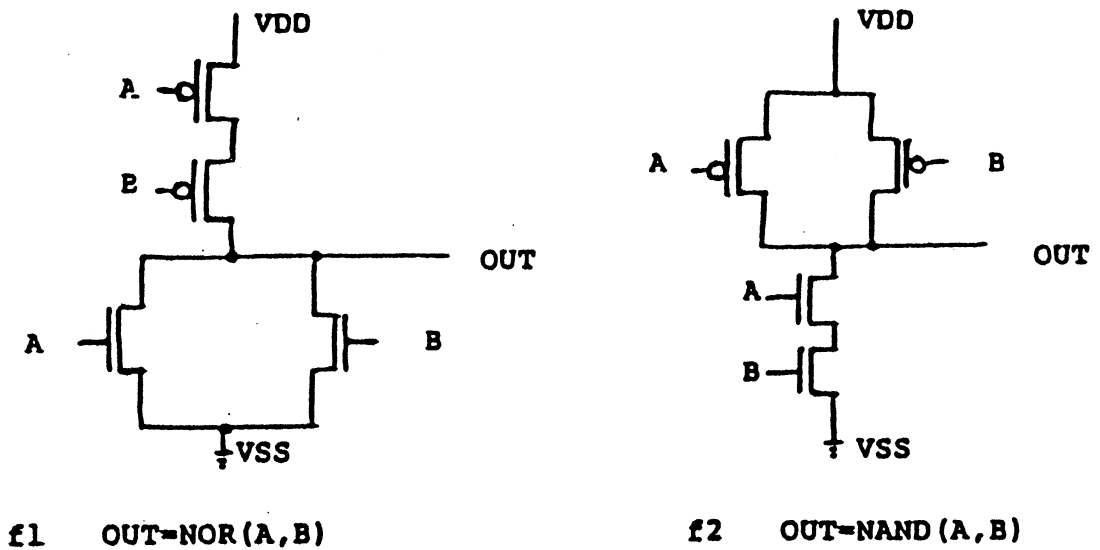 VDD
A
B
OUT
A
B
VSS
f1 OUT=NOR(A,B)
VDD
A
B
OUT
A
B
VSS
f2 OUT=NAND(A,B)